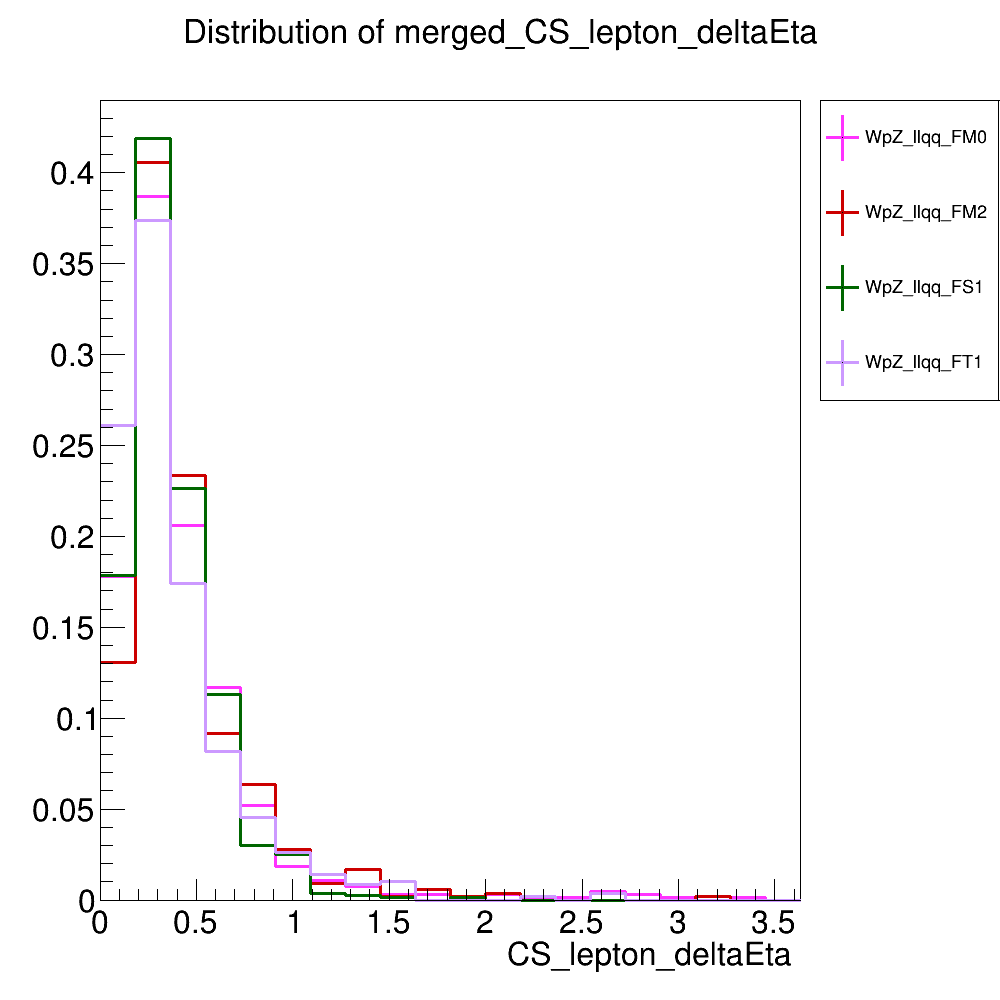 Distribution of merged_CS_lepton_deltaEta
WpZ_llqq_FM0
WpZ_llqq_FM2
WpZ_llqq_FS1
WpZ_llqq_FT1
0.4
0.35
0.3
0.25
0.2
0.15
0.1
0.05
0
0 0.5 1 1.5 2 2.5 3 3.5
CS_lepton_deltaEta